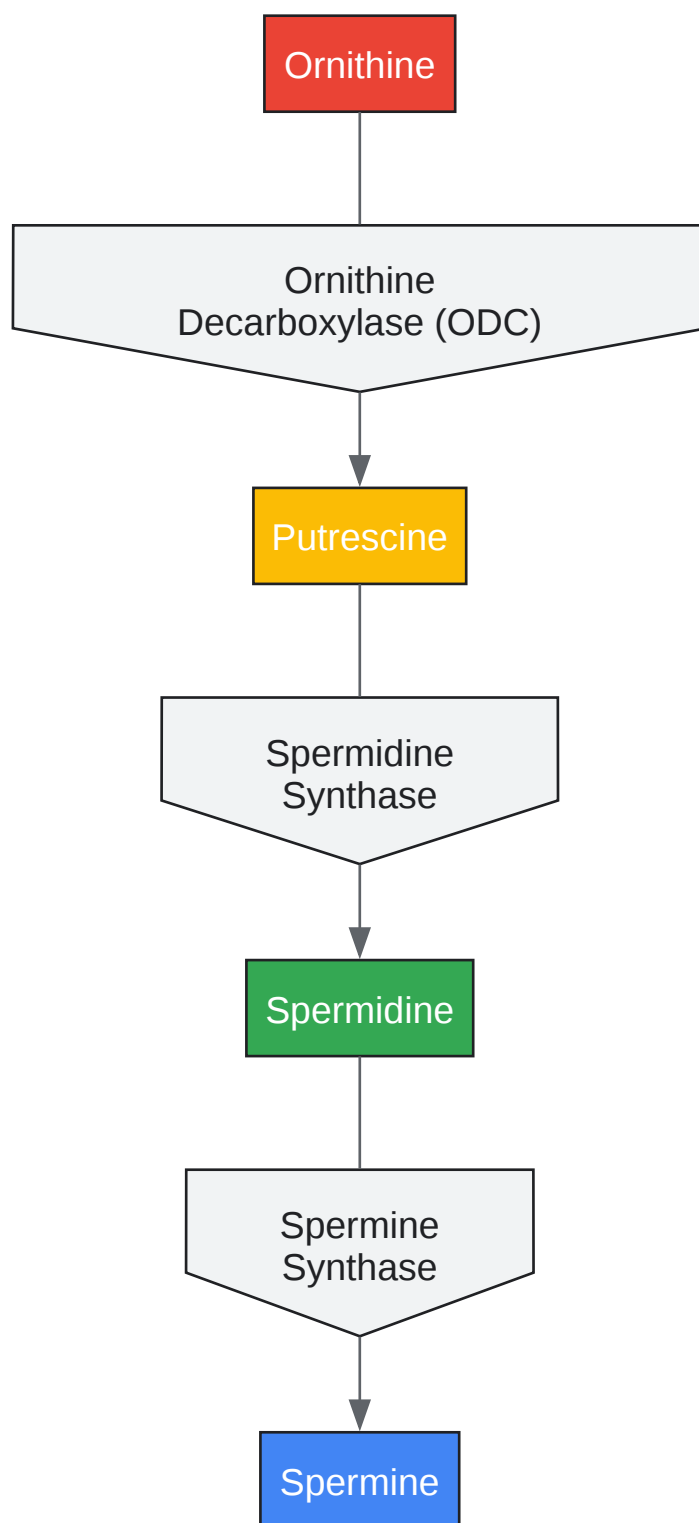 Ornithine
Ornithine
Decarboxylase (ODC)
Putrescine
Spermidine
Synthase
Spermidine
Spermine
Synthase
Spermine